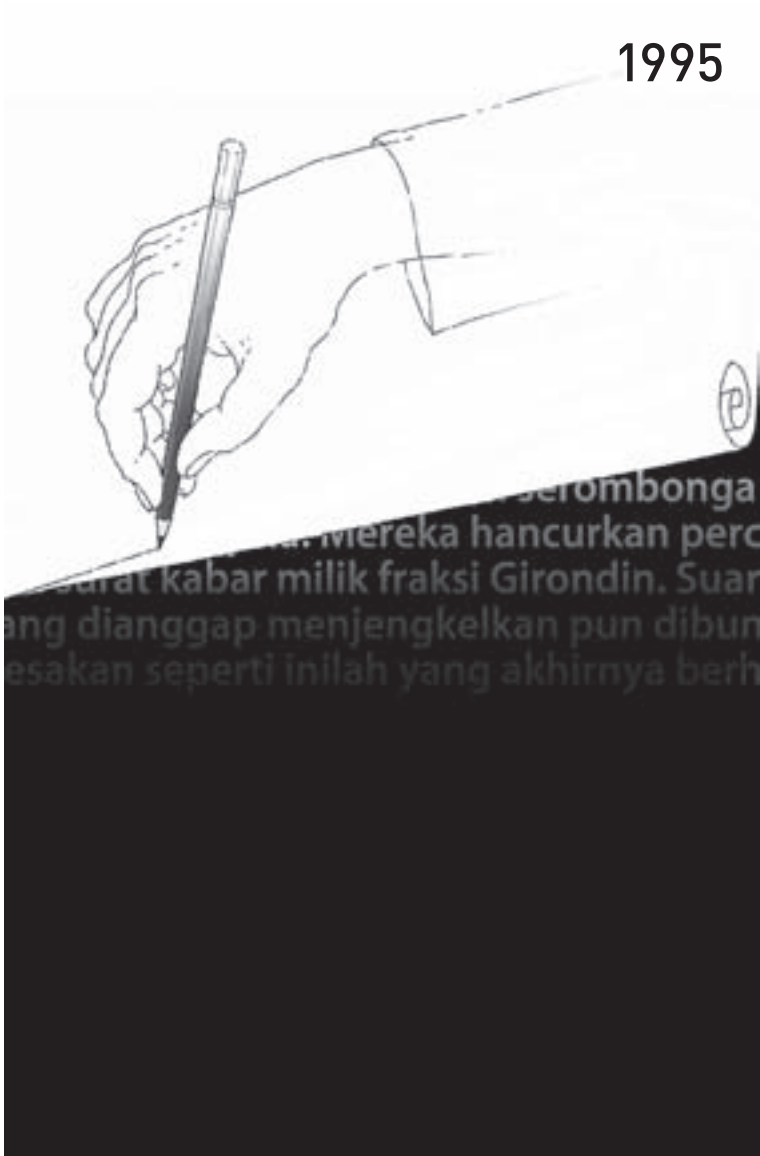 1995
serombonga
Mereka hancurkan perc
surat kabar milik fraksi Girondin. Suar
ang dianggap menjengkelkan pun dibun
esakan seperti inilah yang akhirnya berh